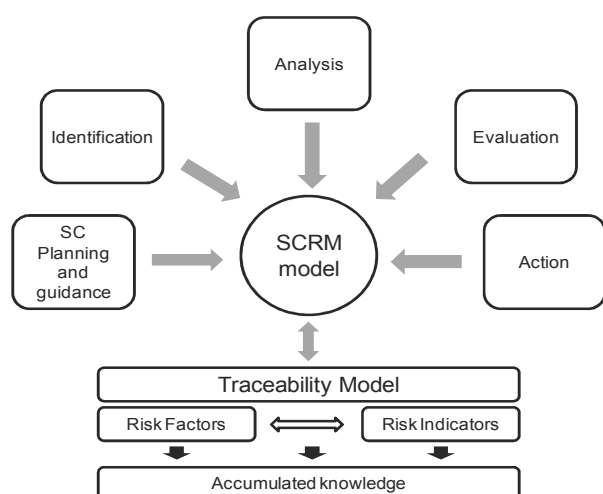 Analysis
Identification
Evaluation
SC
Planning
and
guidance
SCRM
model
Action
Traceability Model
Risk Factors
Risk Indicators
Accumulated knowledge